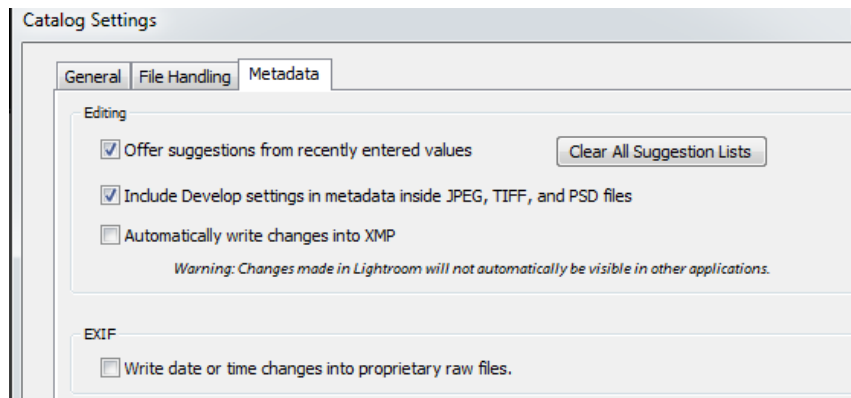 Catalog Settings
General File Handling Metadata
Editing
Offer suggestions from recently entered values Clear All Suggestion Lists
Include Develop settings in metadata inside JPEG, TIFF, and PSD files
Automatically write changes into XMP
Warning: Changes made in Lightroom will not automatically be visible in other applications.
EXIF
Write date or time changes into proprietary raw files.